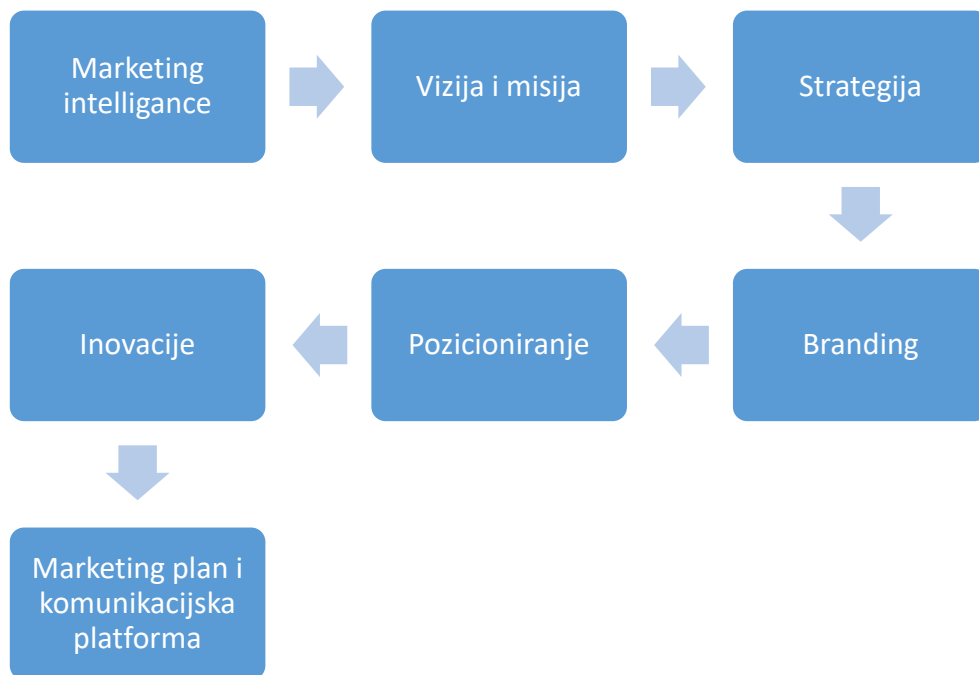 Marketing
intelligance
Vizija i misija
Strategija
Branding
Pozicioniranje
Inovacije
Marketing plan i
komunikacijska
platforma